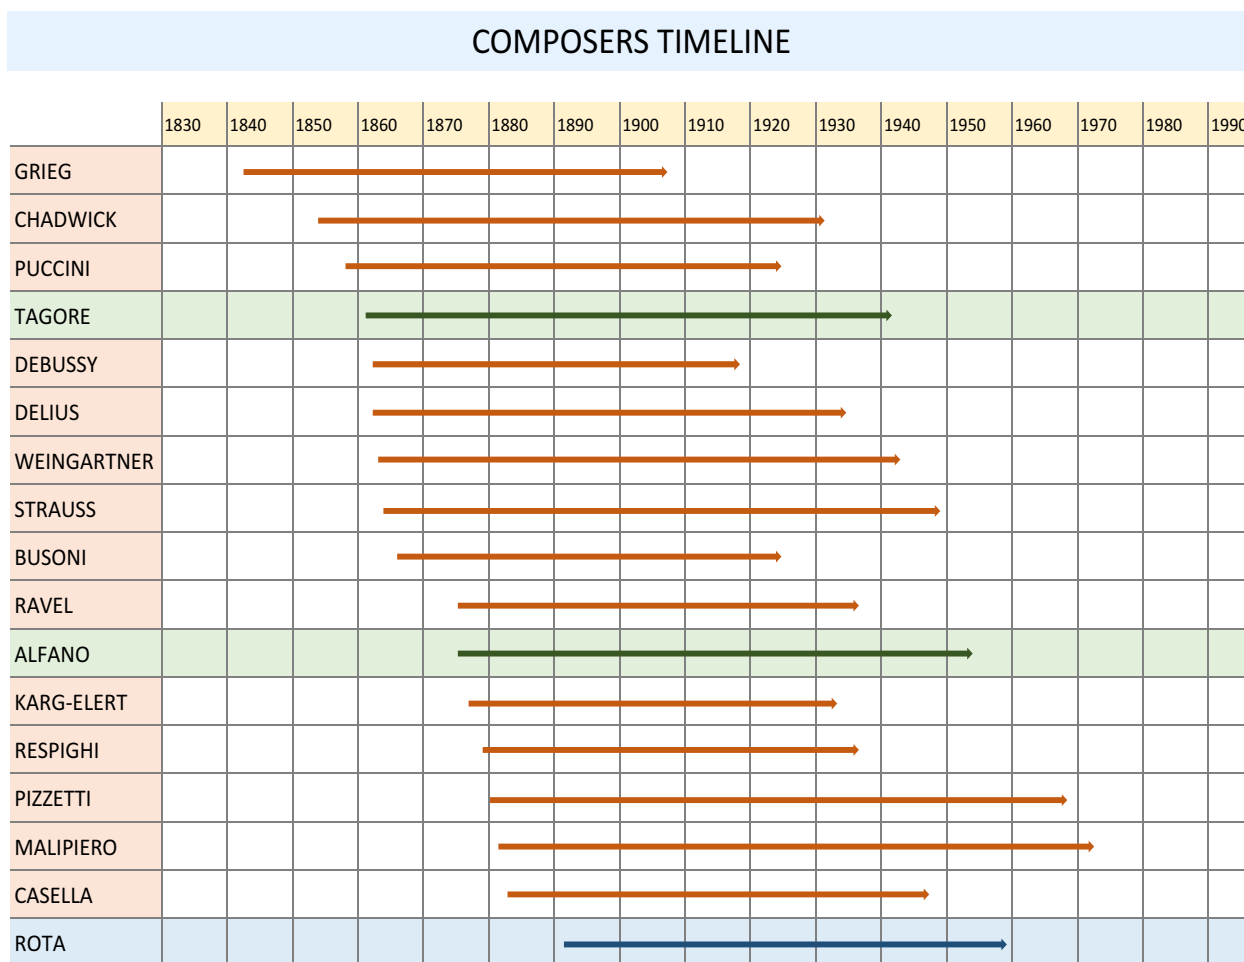 COMPOSERS TIMELINE
1830 1840 1850 1860 1870 1880 1890 1900 1910 1920 1930 1940 1950 1960 1970 1980 1990
GRIEG
CHADWICK
PUCCINI
TAGORE
DEBUSSY
DELIUS
WEINGARTNER
STRAUSS
BUSONI
RAVEL
ALFANO
KARG-ELERT
RESPIGHI
PIZZETTI
MALIPIERO
CASELLA
ROTA